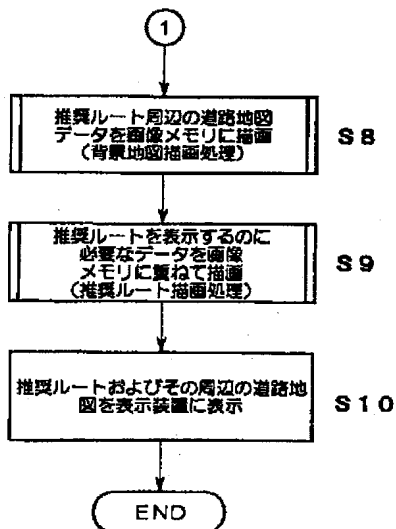 1
推奨ルート周辺の道路地図
データを画像メモリに描画
（背景地図描画処理）
S8
推奨ルートを表示するのに
必要なデータを画像
メモリに重ねて描画
（推奨ルート描画処理）
S9
推奨ルートおよびその周辺の道路地
図を表示装置に表示
S10
END